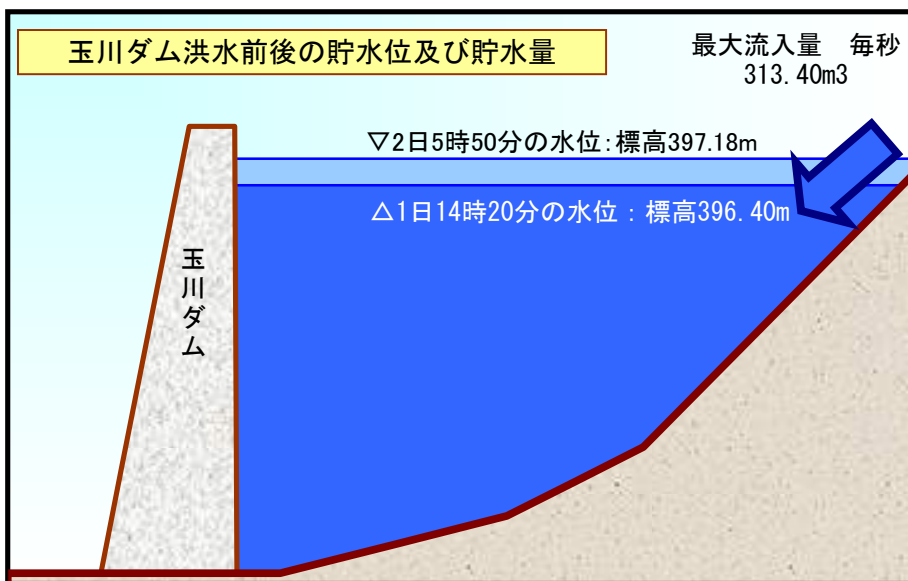 玉川ダム洪水前後の貯水位及び貯水量
最大流入量　毎秒
313.40m3
▽2日5時50分の水位：標高397.18m
△1日14時20分の水位：標高396.40m
玉川ダム